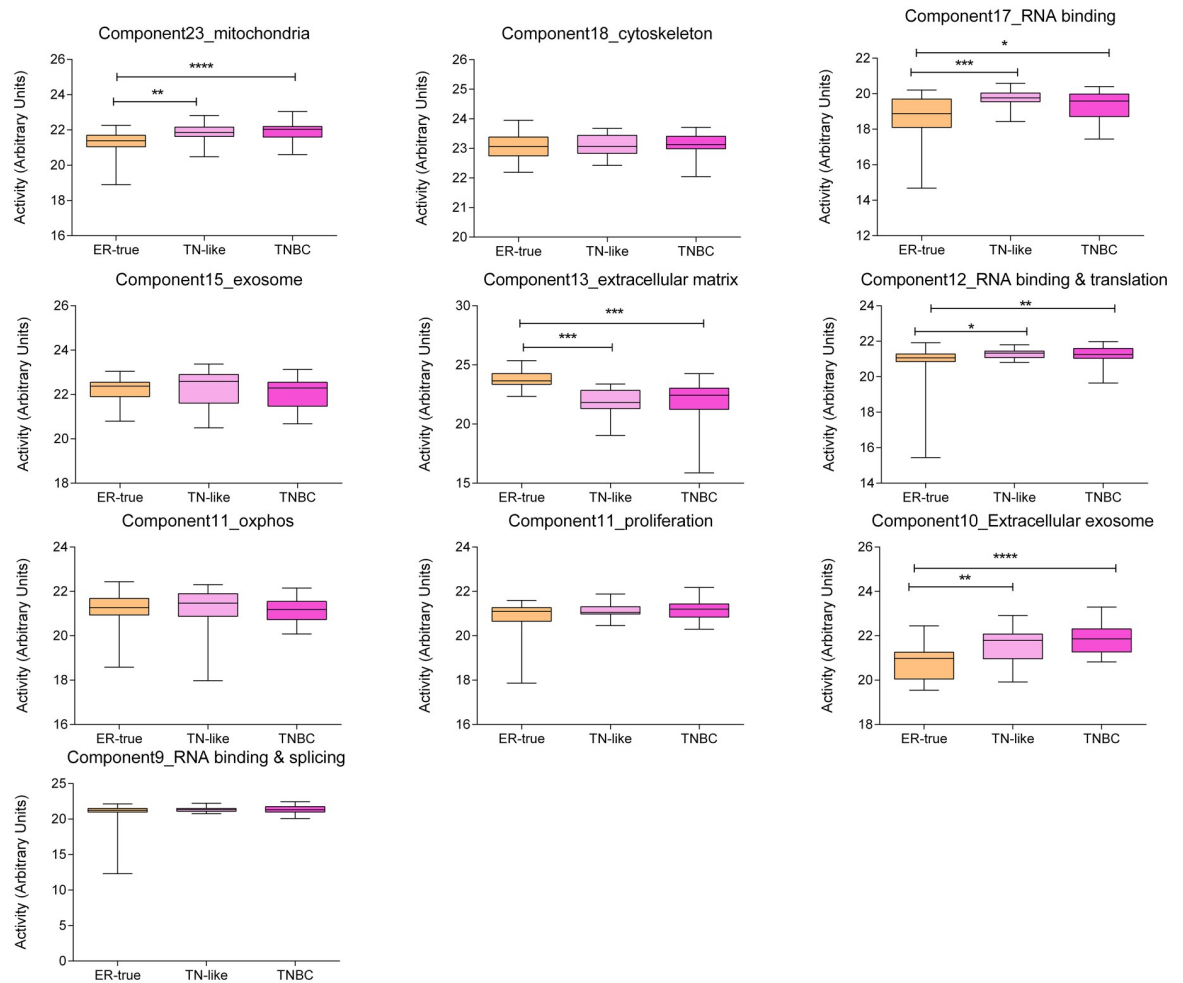 Component23_mitochondria
Activity (Arbitrary Units)
26
24
22
20
18
16
****
**
ER-true TN-like TNBC
Component18_cytoskeleton
Activity (Arbitrary Units)
26
25
24
23
22
21
20
ER-true TN-like TNBC
Component17_RNA binding
Activity (Arbitrary Units)
22
20
18
16
14
12
*
***
ER-true TN-like TNBC
Component15_exosome
Activity (Arbitrary Units)
26
24
22
20
18
ER-true TN-like TNBC
Component13_extracellular matrix
Activity (Arbitrary Units)
30
25
20
15
***
***
ER-true TN-like TNBC
Component12_RNA binding & translation
Activity (Arbitrary Units)
24
22
20
18
16
14
**
*
ER-true TN-like TNBC
Component11_oxphos
Activity (Arbitrary Units)
24
22
20
18
16
ER-true TN-like TNBC
Component11_proliferation
Activity (Arbitrary Units)
24
22
20
18
16
ER-true TN-like TNBC
Component10_Extracellular exosome
Activity (Arbitrary Units)
26
24
22
20
18
****
**
ER-true TN-like TNBC
Component9_RNA binding & splicing
Activity (Arbitrary Units)
25
20
15
10
5
0
ER-true TN-like TNBC